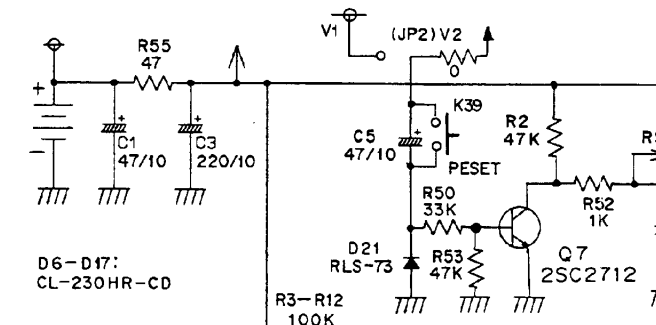 V1
(JP2) V2
0
R55
47
+
+
C1
47/10
+
C3
220/10
−
+
C5
47/10
K39
PESET
R2
47K
R50
33K
R52
1K
D21
RLS-73
R53
47K
Q7
2SC2712
D6-D17:
CL-230HR-CD
R3-R12
100K